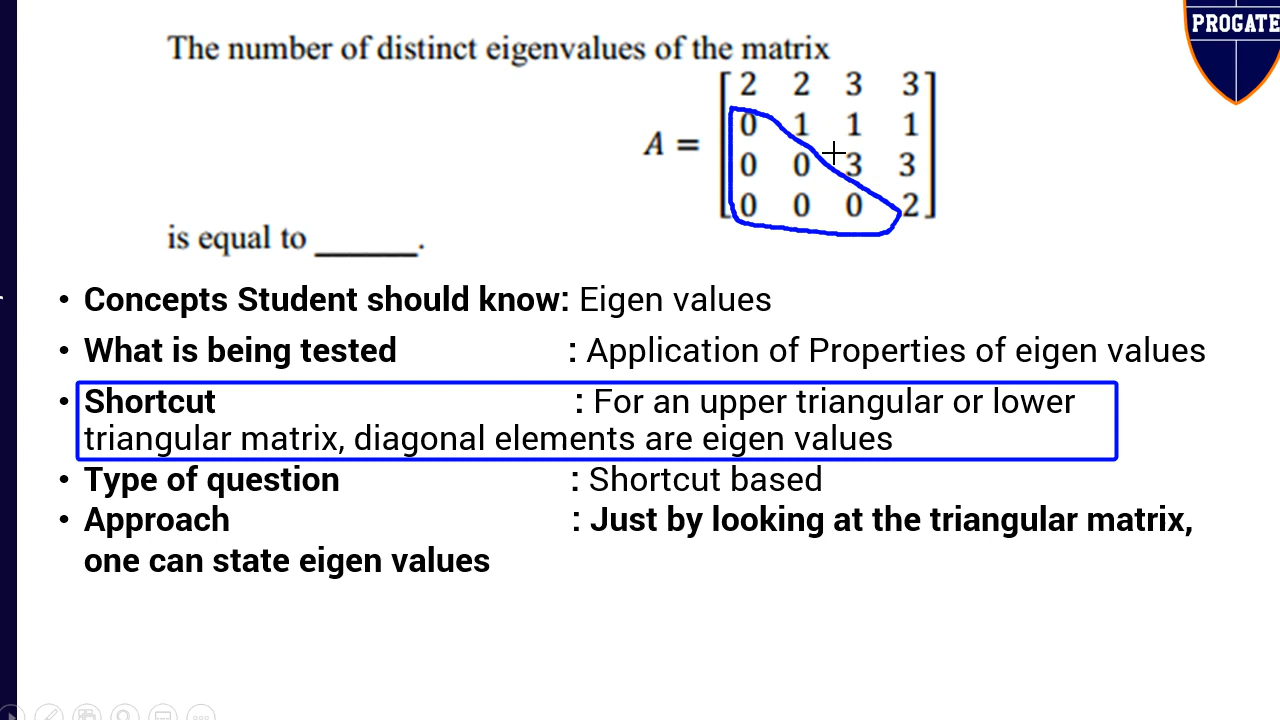 PROGATE
The number of distinct eigenvalues of the matrix
2 2 3 3
0 1 1 1
A = 0 0 3 3
0 0 0 2
is equal to ______.
• Concepts Student should know: Eigen values
• What is being tested : Application of Properties of eigen values
• Shortcut : For an upper triangular or lower
triangular matrix, diagonal elements are eigen values
• Type of question : Shortcut based
• Approach : Just by looking at the triangular matrix,
one can state eigen values